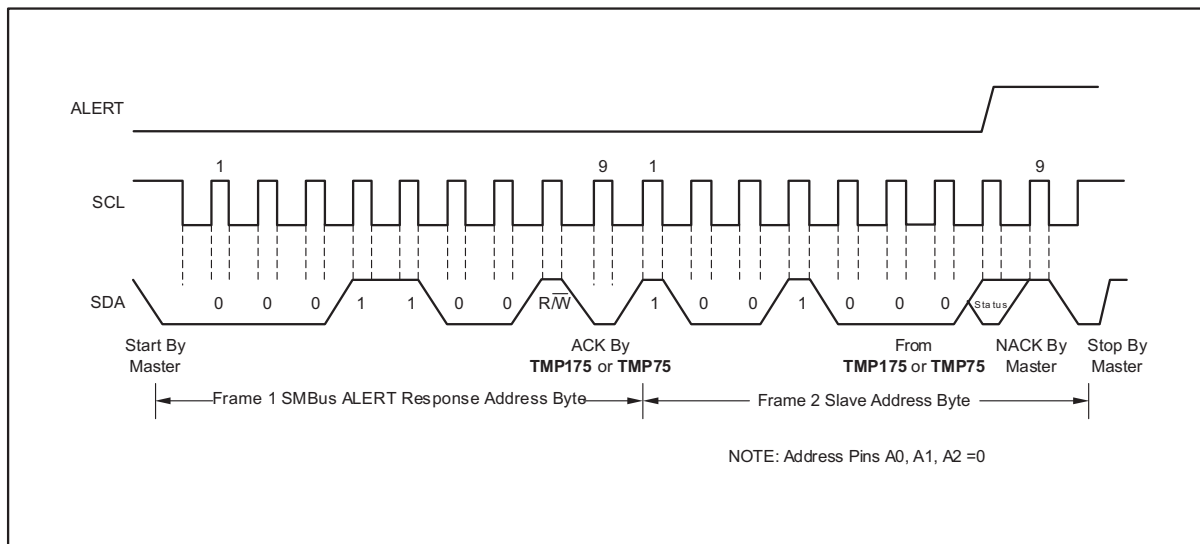 ALERT
1 9 1 9
SCL
SDA
0 0 0 1 1 0 0 R/W̅ 1 0 0 1 0 0 0 Status
Start By
Master
ACK By
TMP175 or TMP75
From
TMP175 or TMP75
NACK By
Master
Stop By
Master
Frame 1 SMBus ALERT Response Address Byte
Frame 2 Slave Address Byte
NOTE: Address Pins A0, A1, A2 =0